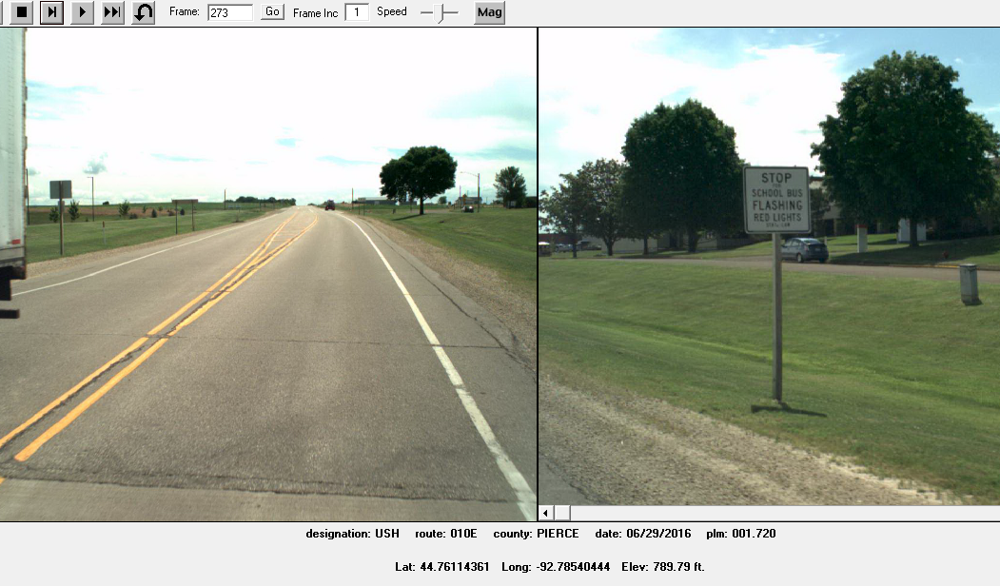 Frame: 273 Go Frame Inc 1 Speed Mag
STOP
FOR
SCHOOL BUS
FLASHING
RED LIGHTS
STATE LAW
designation: USH route: 010E county: PIERCE date: 06/29/2016 plm: 001.720
Lat: 44.76114361 Long: -92.78540444 Elev: 789.79 ft.